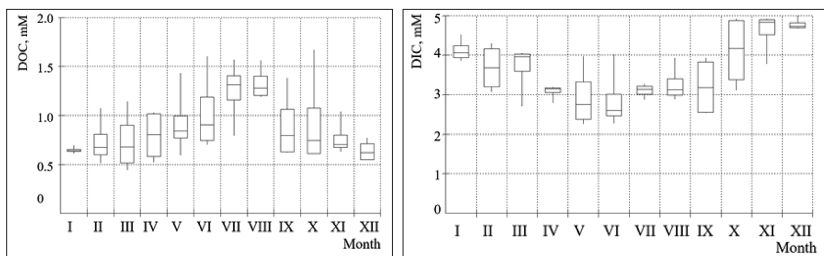 DOC, mM
2.0
1.5
1.0
0.5
0
I II III IV V VI VII VIII IX X XI XII
Month
DIC, mM
5
4
3
2
1
0
I II III IV V VI VII VIII IX X XI XII
Month